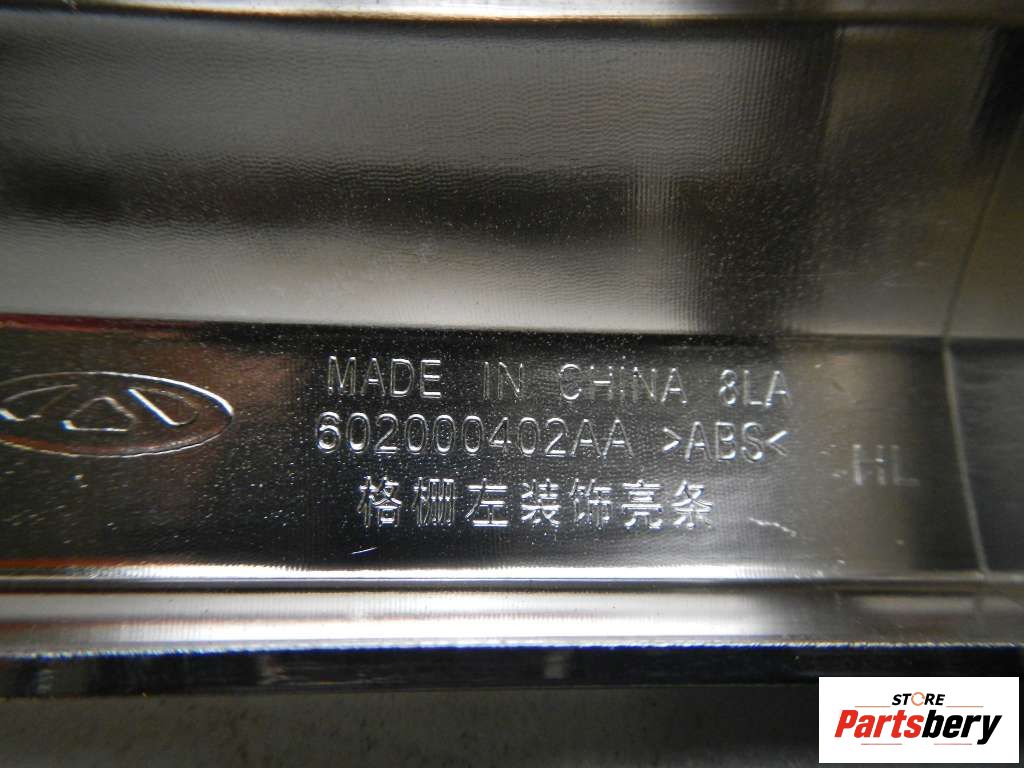 MADE IN CHINA 8LA
602000402AA >ABS<
HL
格栅左装饰亮条
STORE
Partsbery